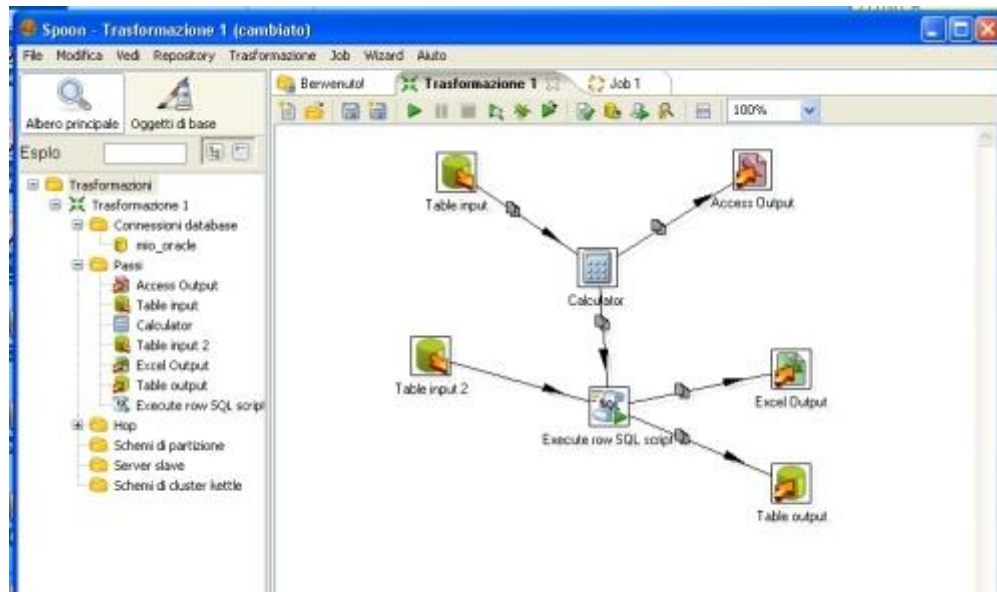 Spoon - Trasformazione 1 (cambiato)
File Modifica Vedi Repository Trasformazione Job Wizard Aiuto
Albero principale Oggetti di base
Esplo
Benvenuto! Trasformazione 1 Job 1
100%
Trasformazioni
Trasformazione 1
Connessioni database
mio_oracle
Passi
Access Output
Table input
Calculator
Table input 2
Excel Output
Table output
Execute row SQL script
Hop
Schemi di partizione
Server slave
Schemi di cluster kettle
Table input
Access Output
Calculator
Table input 2
SQL
Execute row SQL script
Excel Output
Table output